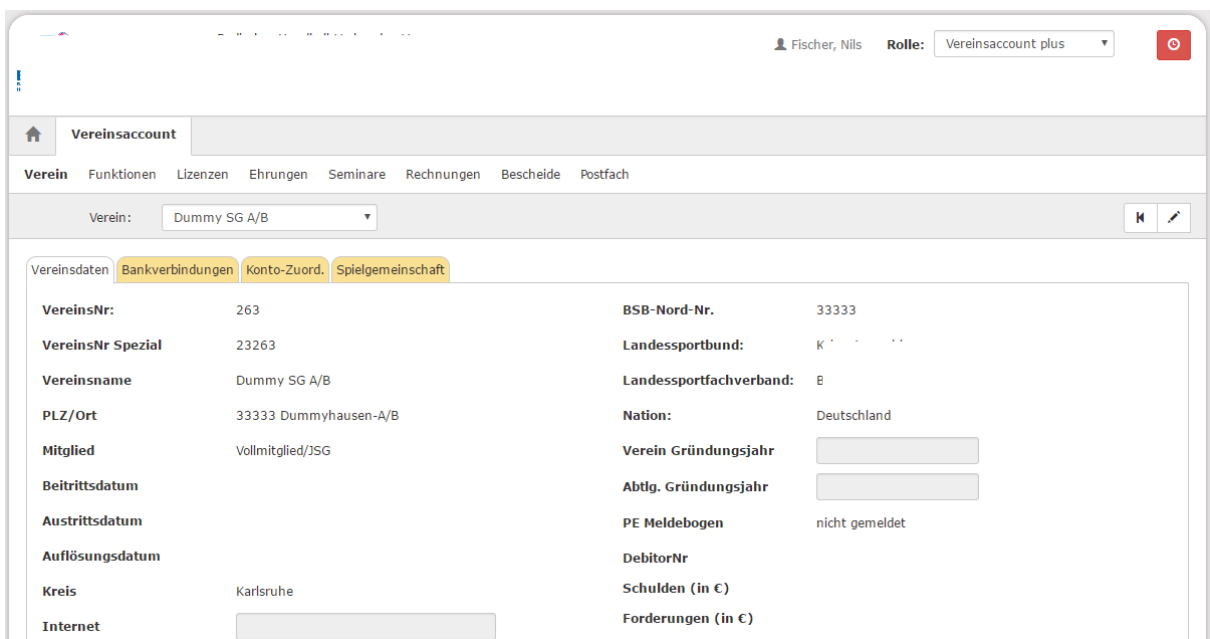 Fischer, Nils Rolle: Vereinsaccount plus
Vereinsaccount
Verein Funktionen Lizenzen Ehrungen Seminare Rechnungen Bescheide Postfach
Verein: Dummy SG A/B
Vereinsdaten Bankverbindungen Konto-Zuord. Spielgemeinschaft
VereinsNr: 263 BSB-Nord-Nr. 33333
VereinsNr Spezial 23263 Landessportbund: K
Vereinsname Dummy SG A/B Landessportfachverband: B
PLZ/Ort 33333 Dummyhausen-A/B Nation: Deutschland
Mitglied Vollmitglied/JSG Verein Gründungsjahr
Beitrittsdatum Abtlg. Gründungsjahr
Austrittsdatum PE Meldebogen nicht gemeldet
Auflösungsdatum DebitorNr
Kreis Karlsruhe Schulden (in €)
Internet Forderungen (in €)